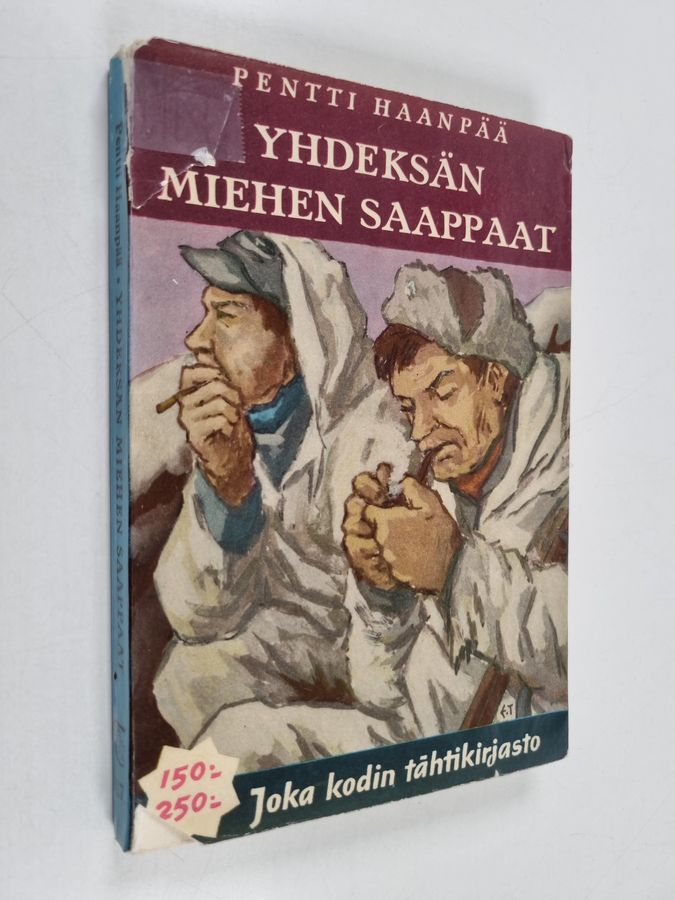 PENTTI HAANPÄÄ
YHDEKSÄN
MIEHEN SAAPPAAT
E.T
150:-
250:-
Joka kodin tähtikirjasto
Pentti Haanpää • YHDEKSÄN MIEHEN SAAPPAAT •